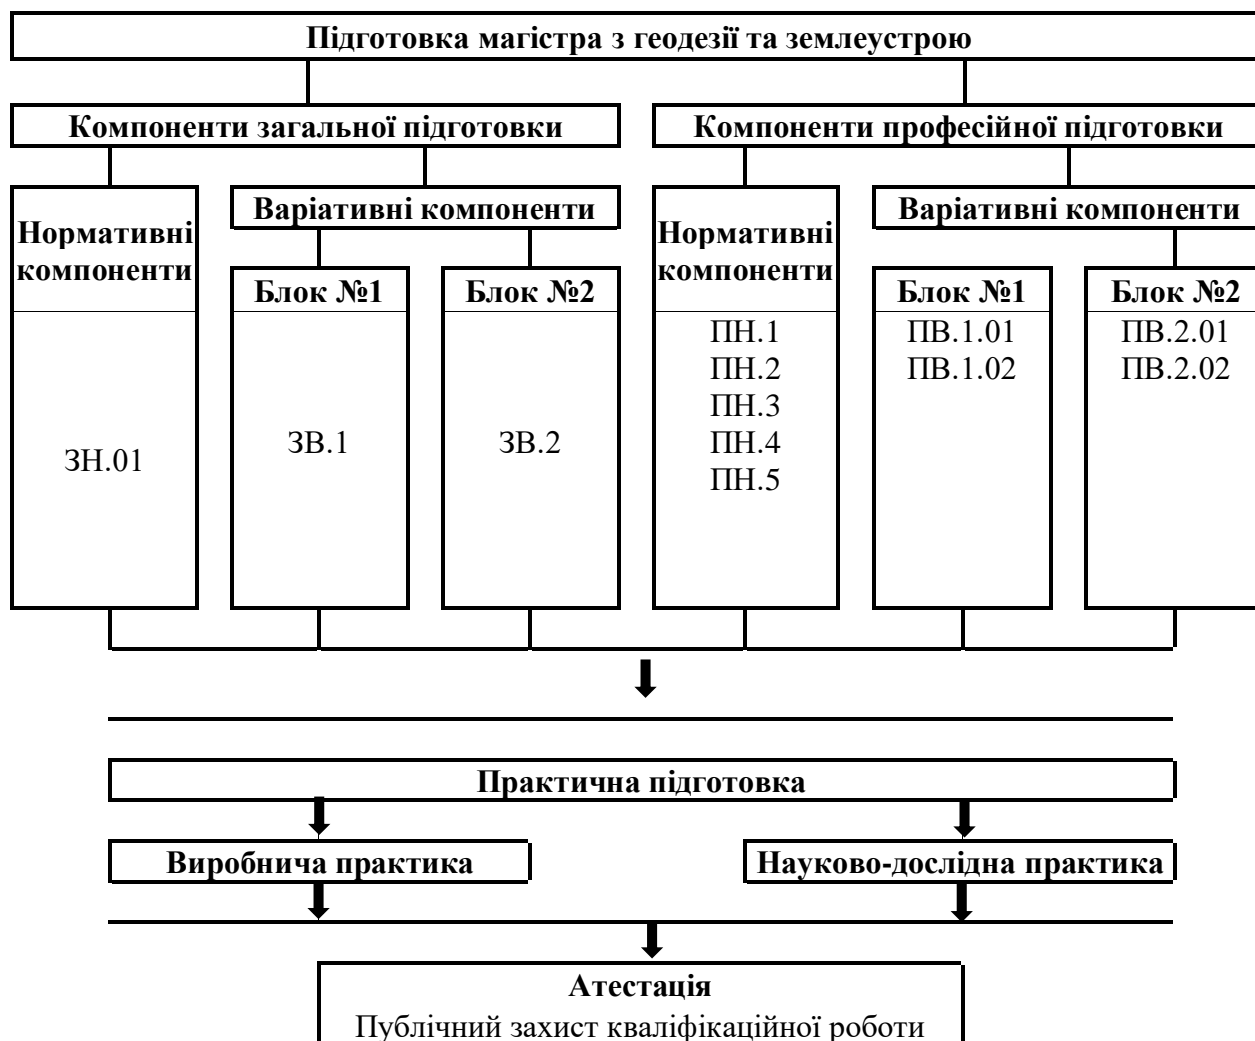 Підготовка магістра з геодезії та землеустрою
Компоненти загальної підготовки
Компоненти професійної підготовки
Нормативні
компоненти
Варіативні компоненти
Блок №1
Блок №2
Нормативні
компоненти
Варіативні компоненти
Блок №1
Блок №2
ЗН.01
ЗВ.1
ЗВ.2
ПН.1
ПН.2
ПН.3
ПН.4
ПН.5
ПВ.1.01
ПВ.1.02
ПВ.2.01
ПВ.2.02
Практична підготовка
Виробнича практика
Науково-дослідна практика
Атестація
Публічний захист кваліфікаційної роботи